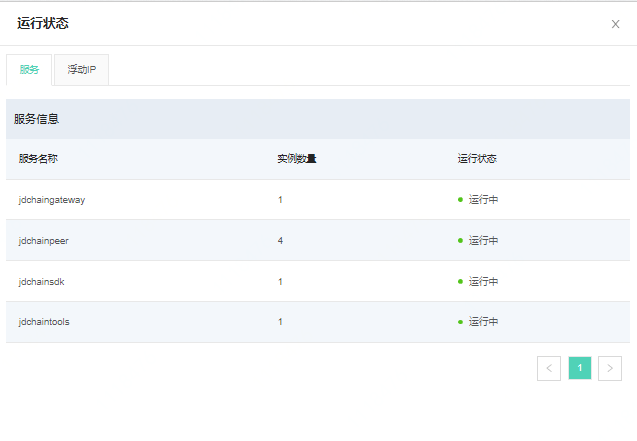 运行状态
服务 浮动IP
服务信息
服务名称 实例数量 运行状态
jdchaingateway 1 运行中
jdchainpeer 4 运行中
jdchainsdk 1 运行中
jdchaintools 1 运行中
1